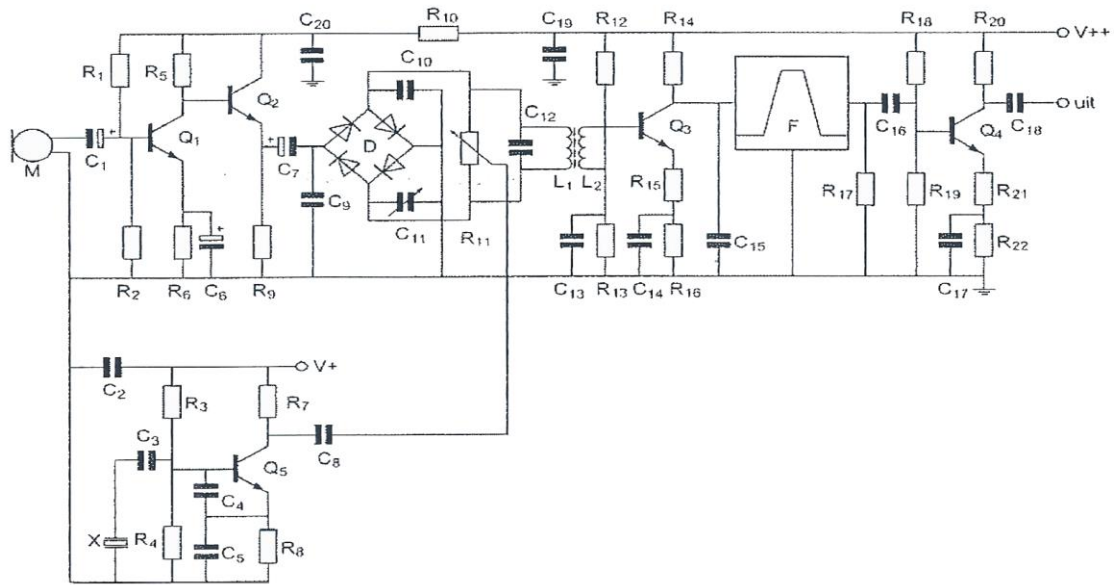 C20 R10 C19 R12 R14 R18 R20
V++
R1 R5 C10
Q2 C12 C16 C18 uit
Q1 Q3 F Q4
M C1 C7 D
L1 L2 R15 R17 R19 R21
C9
C11 R11 C15 R22
R2 R6 C6 R9 C13 R13 C14 R16 C17
C2 V+
R3 R7
C3 C8
Q5
C4
X R4 C5 R8